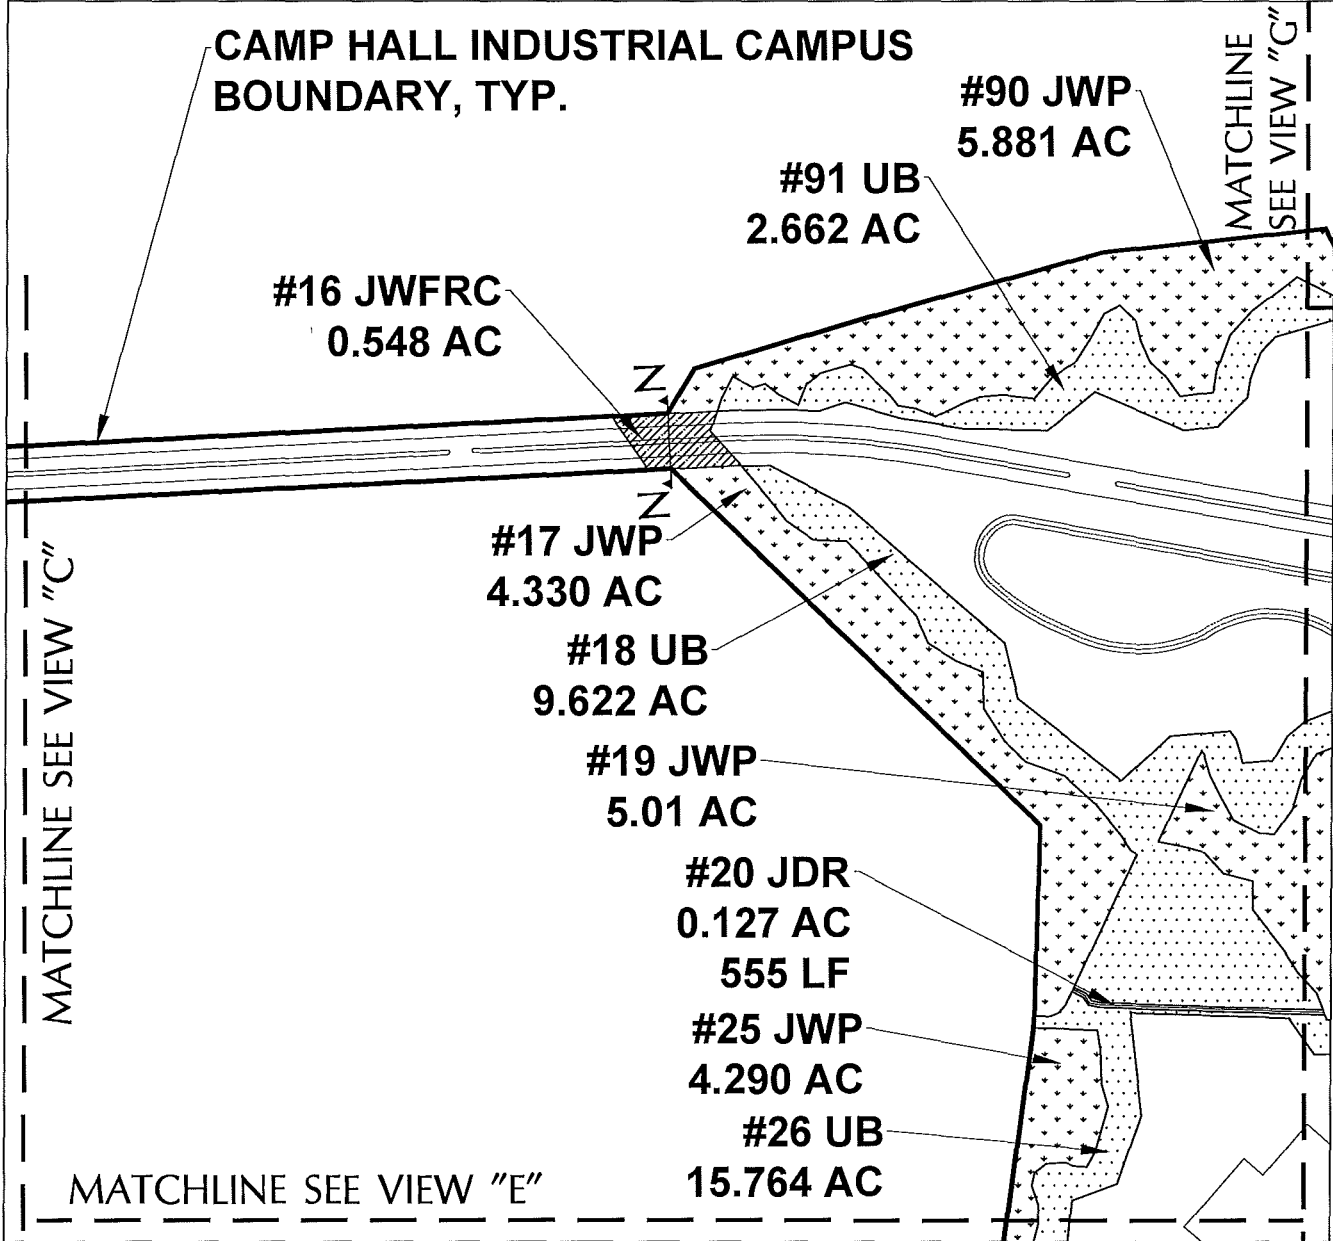 CAMP HALL INDUSTRIAL CAMPUS
BOUNDARY, TYP.
MATCHLINE
SEE VIEW "G"
#90 JWP
5.881 AC
#91 UB
2.662 AC
#16 JWFRC
0.548 AC
N
N
#17 JWP
4.330 AC
#18 UB
9.622 AC
MATCHLINE SEE VIEW "C"
#19 JWP
5.01 AC
#20 JDR
0.127 AC
555 LF
#25 JWP
4.290 AC
#26 UB
15.764 AC
MATCHLINE SEE VIEW "E"